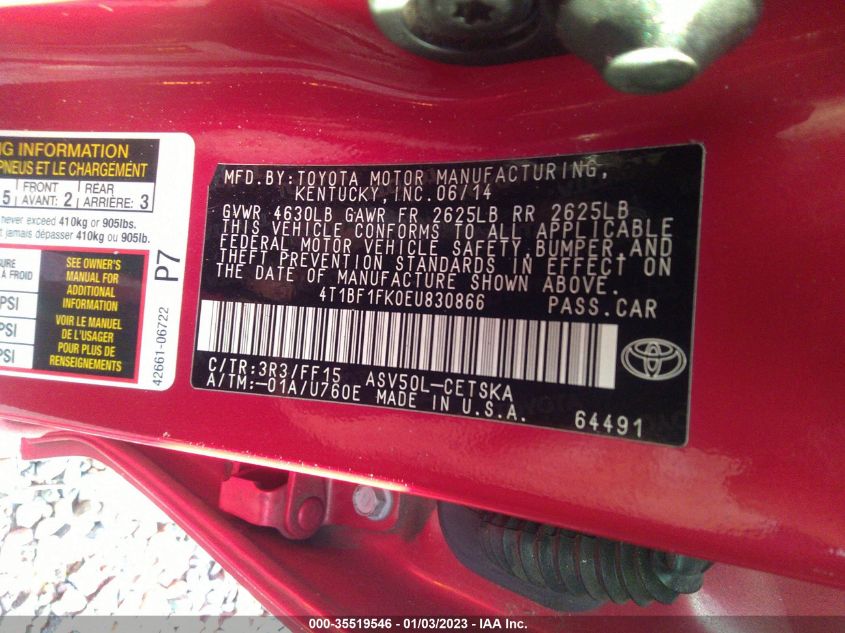 NG INFORMATION
PNEUS ET LE CHARGEMENT
5 FRONT AVANT: 2 REAR ARRIÈRE: 3
never exceed 410kg or 905lbs.
t jamais dépasser 410kg ou 905lb.
À FROID
PSI
PSI
PSI
SEE OWNER'S
MANUAL FOR
ADDITIONAL
INFORMATION
VOIR LE MANUEL
DE L'USAGER
POUR PLUS DE
RENSEIGNEMENTS
42661-06722 P7
MFD.BY:TOYOTA MOTOR MANUFACTURING,
KENTUCKY,INC.06/14
GVWR 4630LB GAWR FR 2625LB RR 2625LB
THIS VEHICLE CONFORMS TO ALL APPLICABLE
FEDERAL MOTOR VEHICLE SAFETY,BUMPER,AND
THEFT PREVENTION STANDARDS IN EFFECT ON
THE DATE OF MANUFACTURE SHOWN ABOVE.
4T1BF1FK0EU830866 PASS.CAR
C/TR:3R3/FF15 ASV50L-CETSKA
A/TM:-01A/U760E MADE IN U.S.A.
64491
000-35519546 - 01/03/2023 - IAA Inc.